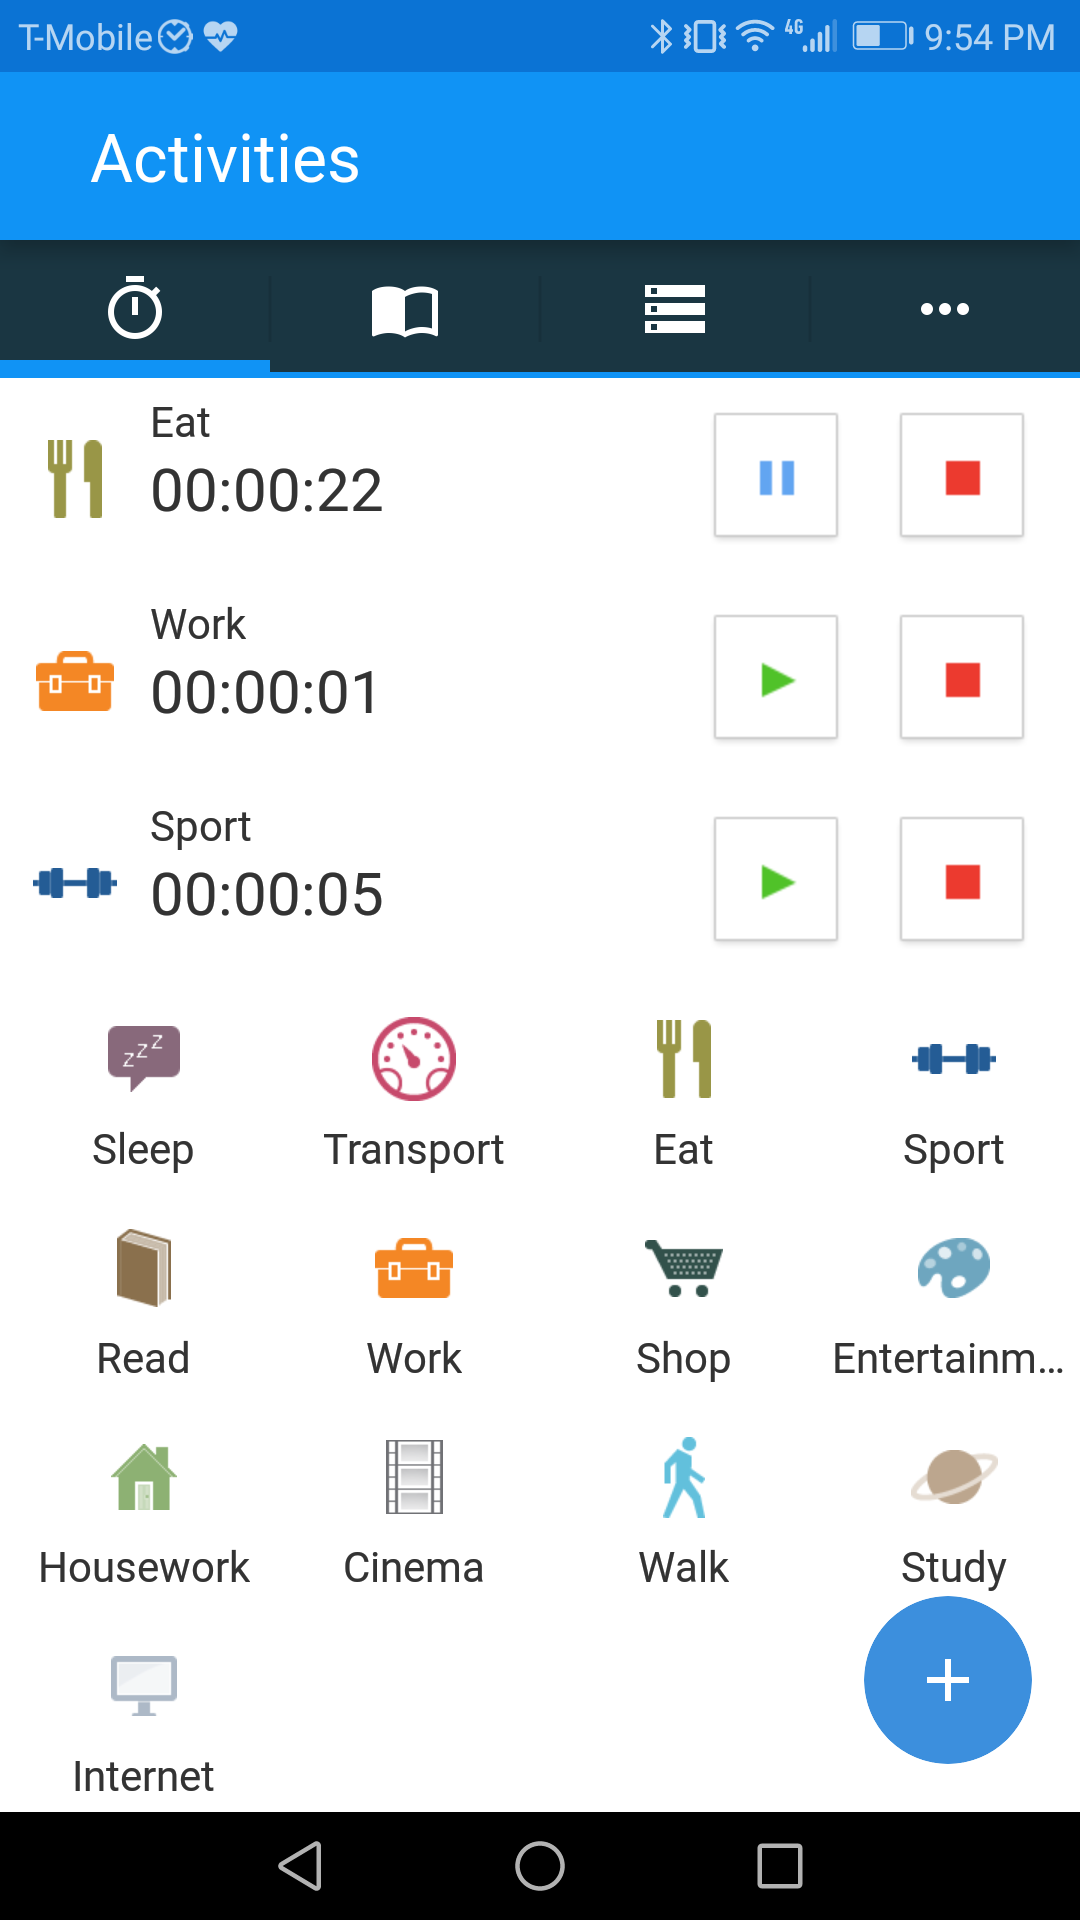 T-Mobile 4G 9:54 PM
Activities
Eat
00:00:22
Work
00:00:01
Sport
00:00:05
z z z
Sleep Transport Eat Sport
Read Work Shop Entertainm...
Housework Cinema Walk Study
Internet